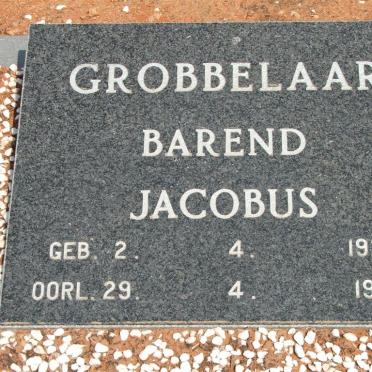 GROBBELAAR
BAREND
JACOBUS
GEB. 2. 4. 19
OORL. 29. 4. 19